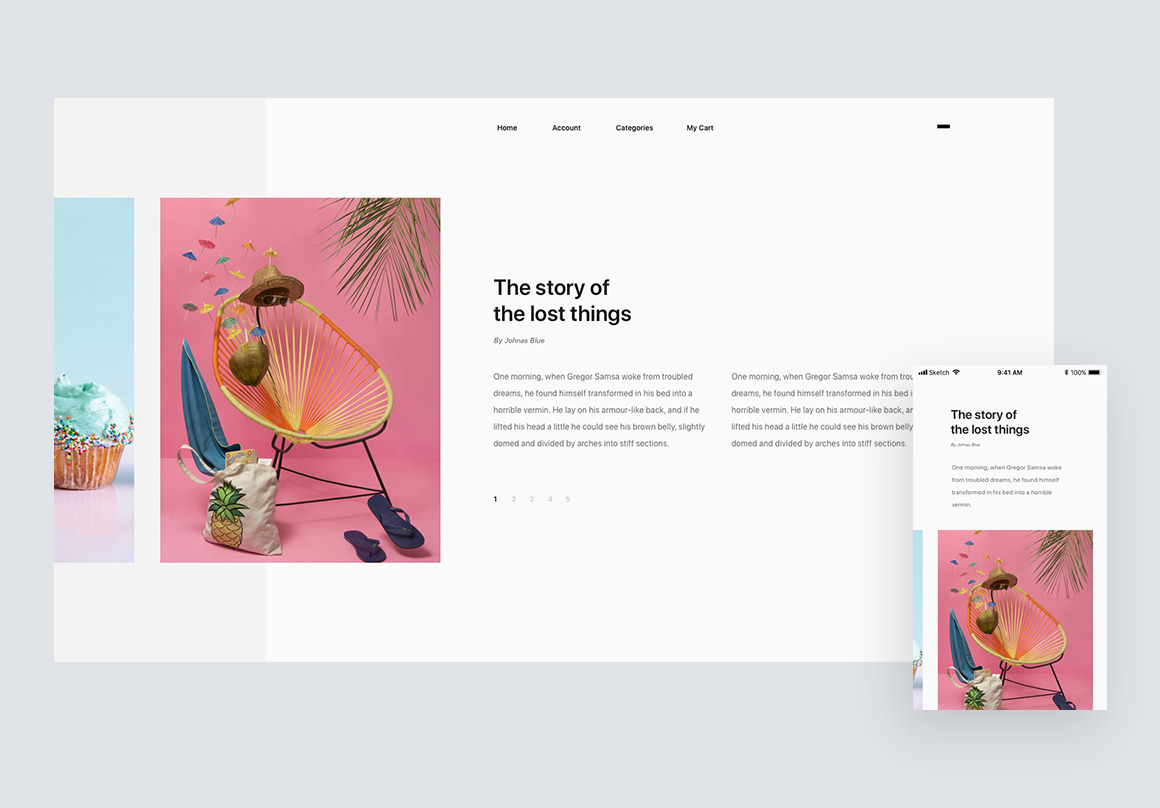 Home Account Categories My Cart
The story of
the lost things
By Johnas Blue
One morning, when Gregor Samsa woke from troubled
dreams, he found himself transformed in his bed into a
horrible vermin. He lay on his armour-like back, and if he
lifted his head a little he could see his brown belly, slightly
domed and divided by arches into stiff sections.
One morning, when Gregor Samsa woke from
dreams, he found himself transformed in his bed
horrible vermin. He lay on his armour-like back,
lifted his head a little he could see his brown belly
domed and divided by arches into stiff sections.
1 2 3 4 5
Sketch 9:41 AM 100%
The story of
the lost things
By Johnas Blue
One morning, when Gregor Samsa woke
from troubled dreams, he found himself
transformed in his bed into a horrible
vermin.